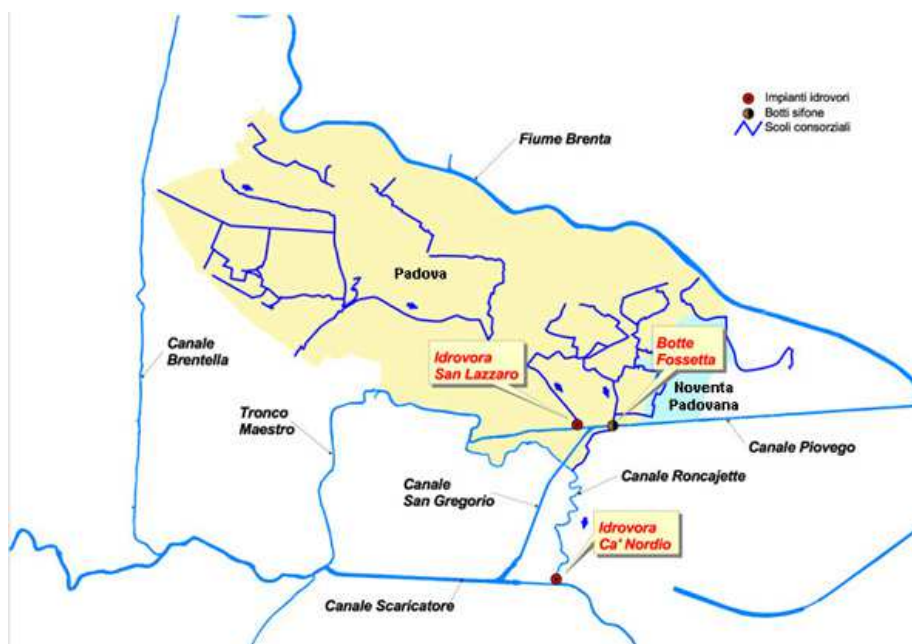 Impianti idrovori
Botti sifone
Scoli consorziali
Fiume Brenta
Padova
Canale
Brentella
Idrovora
San Lazzaro
Botte
Fossetta
Noventa
Padovana
Tronco
Maestro
Canale Piovego
Canale
San Gregorio
Canale Roncajette
Idrovora
Ca' Nordio
Canale Scaricatore